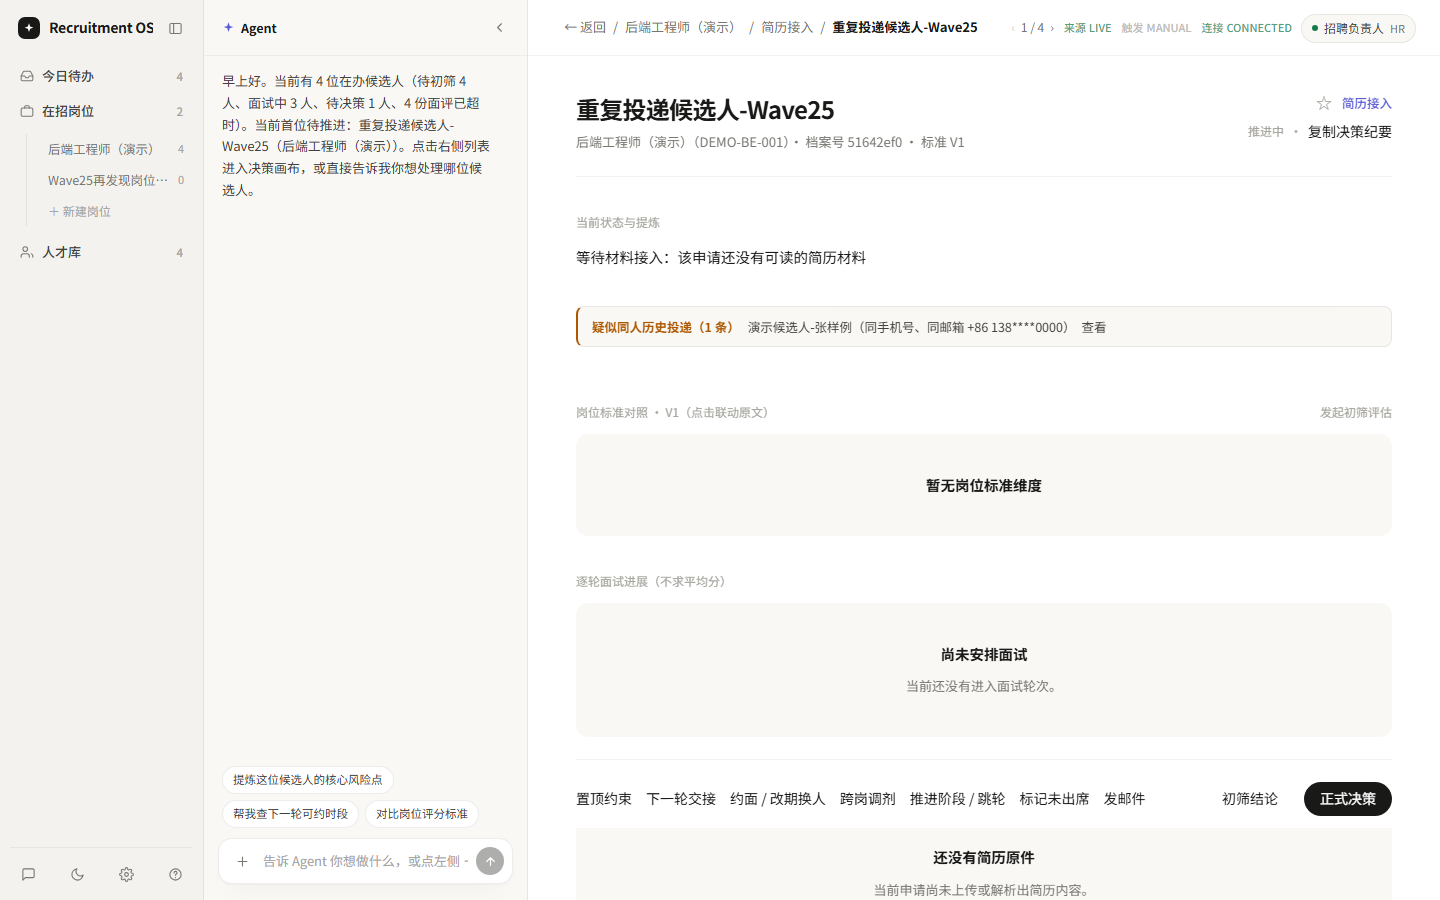 Recruitment OS
今日待办 4
在招岗位 2
后端工程师（演示） 4
Wave25再发现岗位… 0
新建岗位
人才库 4
Agent
早上好。当前有 4 位在办候选人（待初筛 4
人、面试中 3 人、待决策 1 人、4 份面评已超
时）。当前首位待推进：重复投递候选人-
Wave25（后端工程师（演示））。点击右侧列表
进入决策画布，或直接告诉我你想处理哪位候
选人。
提炼这位候选人的核心风险点
帮我查下一轮可约时段 对比岗位评分标准
告诉 Agent 你想做什么，或点左侧 -
← 返回 / 后端工程师（演示） / 简历接入 / 重复投递候选人-Wave25
‹ 1 / 4 › 来源 LIVE 触发 MANUAL 连接 CONNECTED 招聘负责人 HR
重复投递候选人-Wave25
后端工程师（演示）（DEMO-BE-001）· 档案号 51642ef0 · 标准 V1
☆ 简历接入
推进中 · 复制决策纪要
当前状态与提炼
等待材料接入：该申请还没有可读的简历材料
疑似同人历史投递（1 条） 演示候选人-张样例（同手机号、同邮箱 +86 138****0000） 查看
岗位标准对照 · V1（点击联动原文） 发起初筛评估
暂无岗位标准维度
逐轮面试进展（不求平均分）
尚未安排面试
当前还没有进入面试轮次。
置顶约束 下一轮交接 约面 / 改期换人 跨岗调剂 推进阶段 / 跳轮 标记未出席 发邮件 初筛结论 正式决策
还没有简历原件
当前申请尚未上传或解析出简历内容。